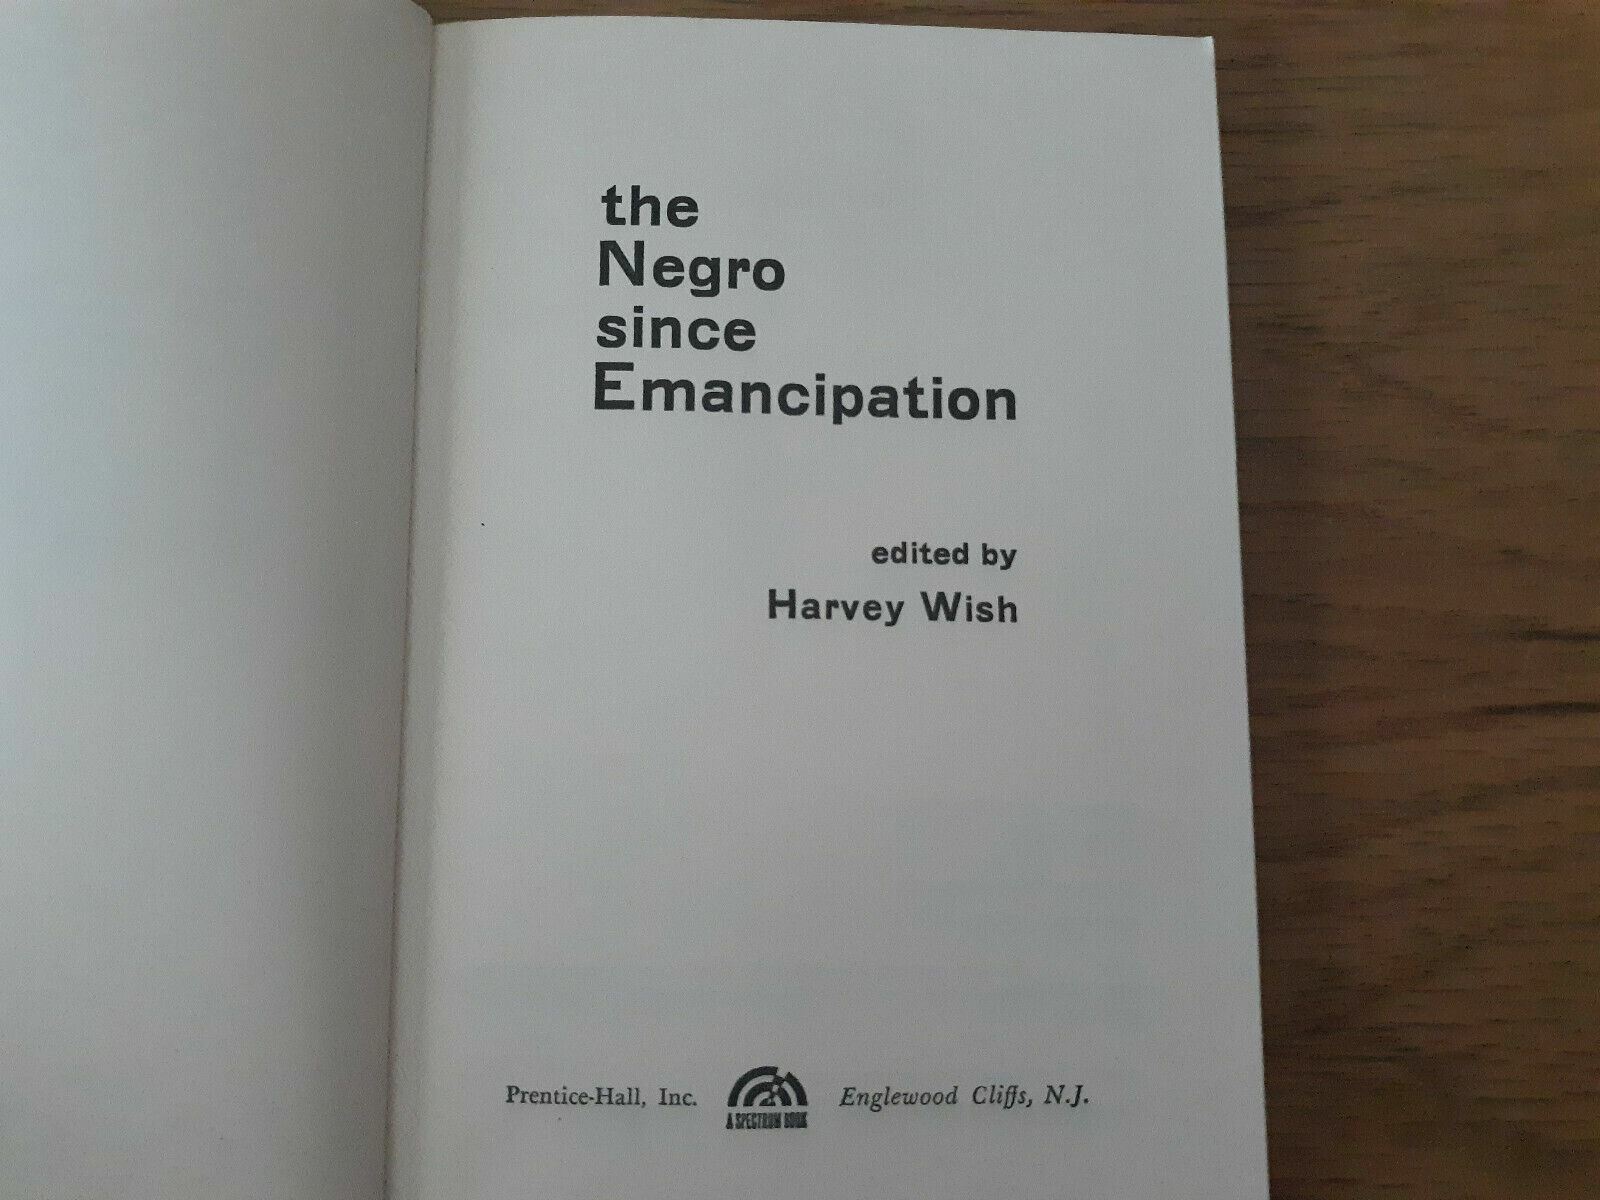 the
Negro
since
Emancipation
edited by
Harvey Wish
Prentice-Hall, Inc.
A SPECTRUM BOOK
Englewood Cliffs, N.J.